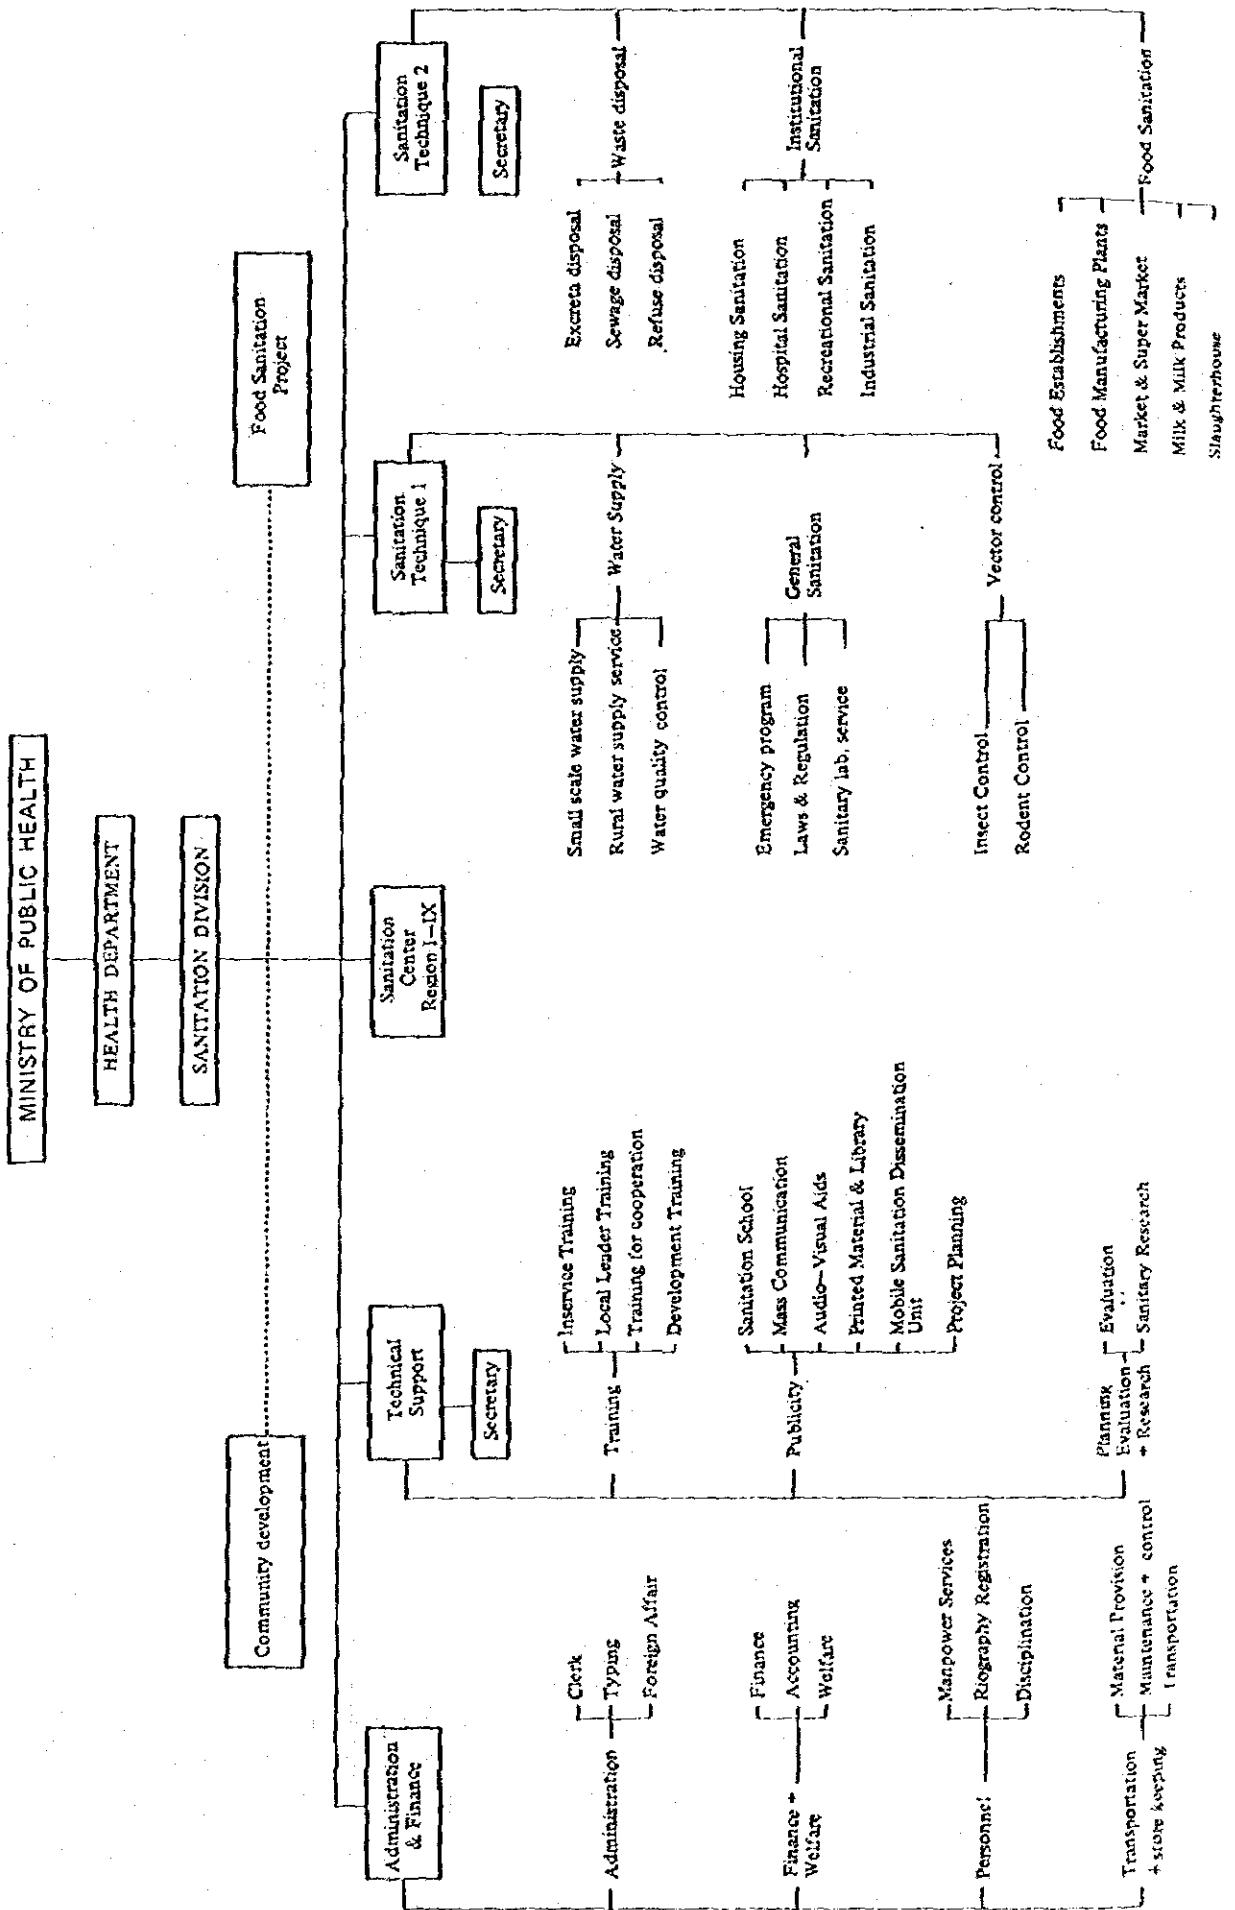 MINISTRY OF PUBLIC HEALTH
HEALTH DEPARTMENT
SANITATION DIVISION
Community development
Food Sanitation
Project
Administration
& Finance
Technical
Support
Secretary
Sanitation
Center
Region I-IX
Sanitation
Technique 1
Secretary
Sanitation
Technique 2
Secretary
Administration
Clerk
Typing
Foreign Affair
Finance +
Welfare
Finance
Accounting
Welfare
Personnel
Manpower Services
Riography Registration
Disciplination
Transportation
+ store keeping
Material Provision
Maintenance + control
Transportation
Training
Inservice Training
Local Leader Training
Training for cooperation
Development Training
Publicity
Sanitation School
Mass Communication
Audio-Visual Aids
Printed Material & Library
Mobile Sanitation Dissemination
Unit
Project Planning
Planning
Evaluation
+ Research
Evaluation
Sanitary Research
Small scale water supply
Rural water supply service
Water quality control
Water Supply
Emergency program
Laws & Regulation
Sanitary lab, service
General
Sanitation
Insect Control
Rodent Control
Vector control
Excreta disposal
Sewage disposal
Refuse disposal
Waste disposal
Housing Sanitation
Hospital Sanitation
Recreational Sanitation
Industrial Sanitation
Institutional
Sanitation
Food Establishments
Food Manufacturing Plants
Market & Super Market
Milk & Milk Products
Slaughterhouse
Food Sanitation